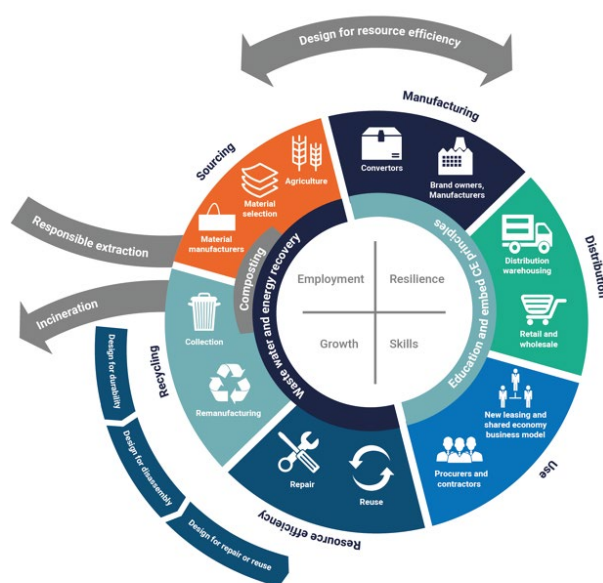 Design for resource efficiency
Manufacturing
Convertors
Brand owners,
Manufacturers
Sourcing
Agriculture
Material
selection
Material
manufacturers
Responsible extraction
Distribution
Distribution
warehousing
Retail and
wholesale
Composting
Waste water and energy recovery
Education and embed CE principles
Employment
Resilience
Growth
Skills
Incineration
Recycling
Collection
Remanufacturing
Use
New leasing and
shared economy
business model
Procurers and
contractors
Resource efficiency
Repair
Reuse
Design for durability
Design for disassembly
Design for repair or reuse